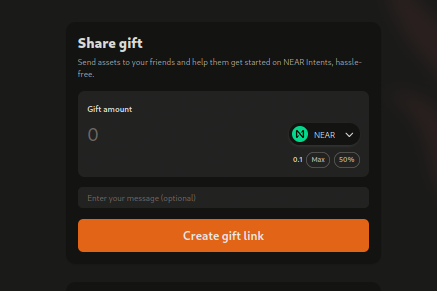 Share gift
Send assets to your friends and help them get started on NEAR Intents, hassle-
free.
Gift amount
0
NEAR
0.1 Max 50%
Enter your message (optional)
Create gift link